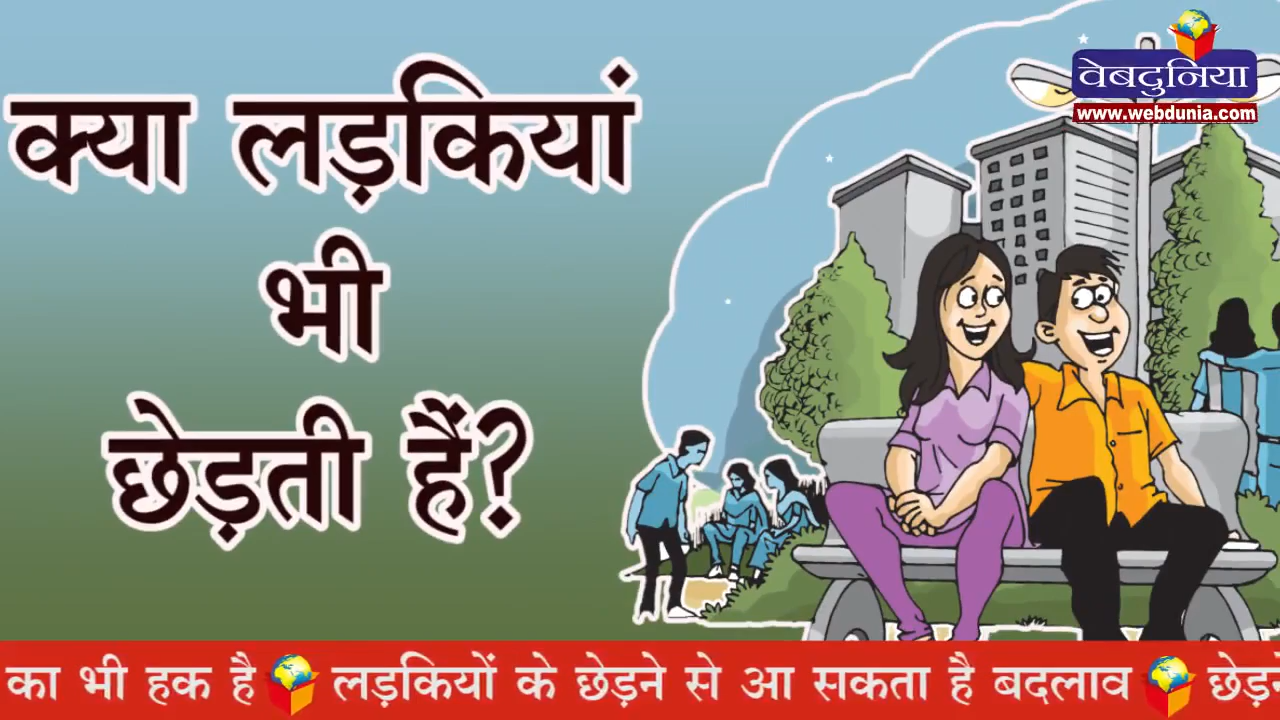 वेबदुनिया
www.webdunia.com
क्या लड़कियां
भी
छेड़ती हैं?
का भी हक है लड़कियों के छेड़ने से आ सकता है बदलाव